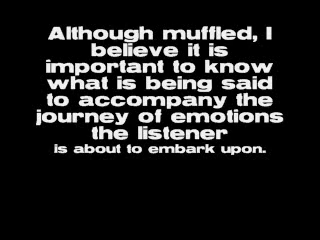 Although muffled, I
believe it is
important to know
what is being said
to accompany the
journey of emotions
the listener
is about to embark upon.